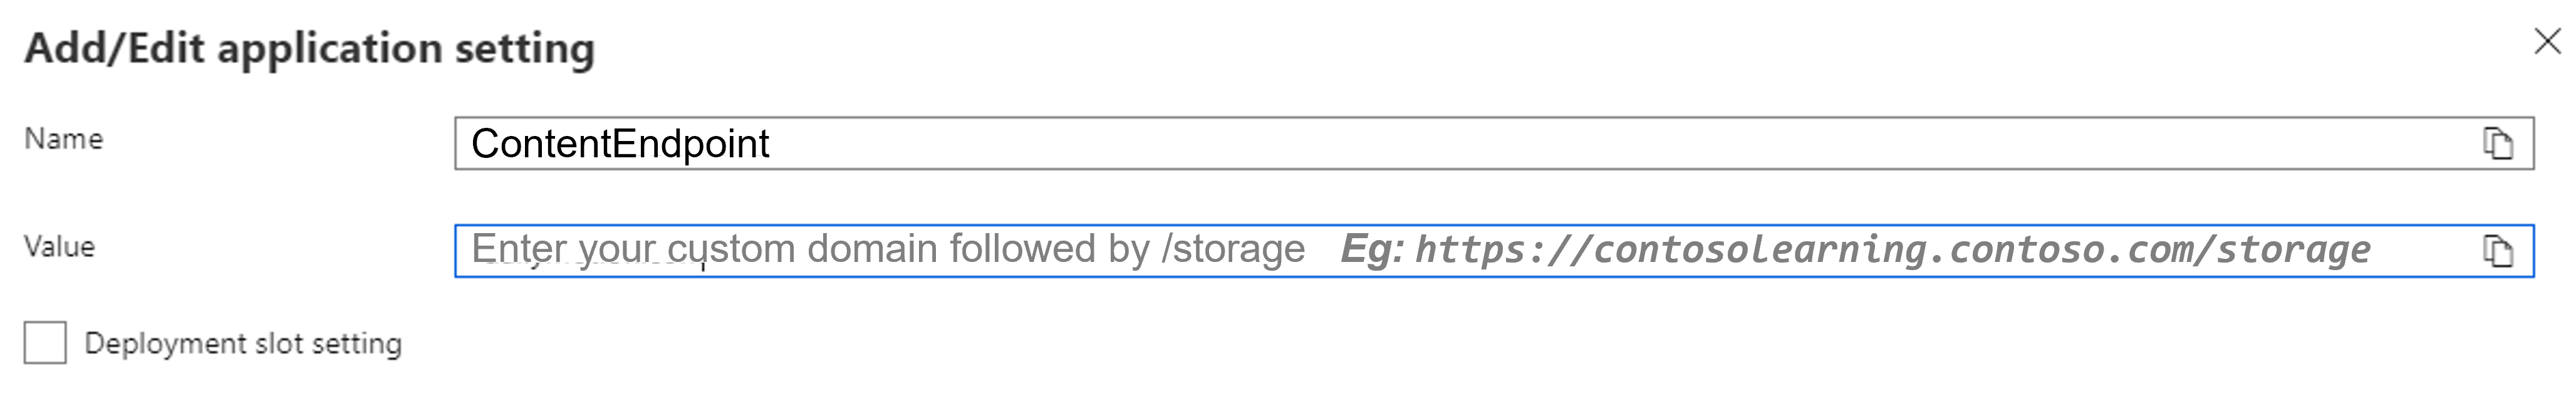 Add/Edit application setting
Name ContentEndpoint
Value Enter your custom domain followed by /storage Eg: https://contosolearning.contoso.com/storage
Deployment slot setting